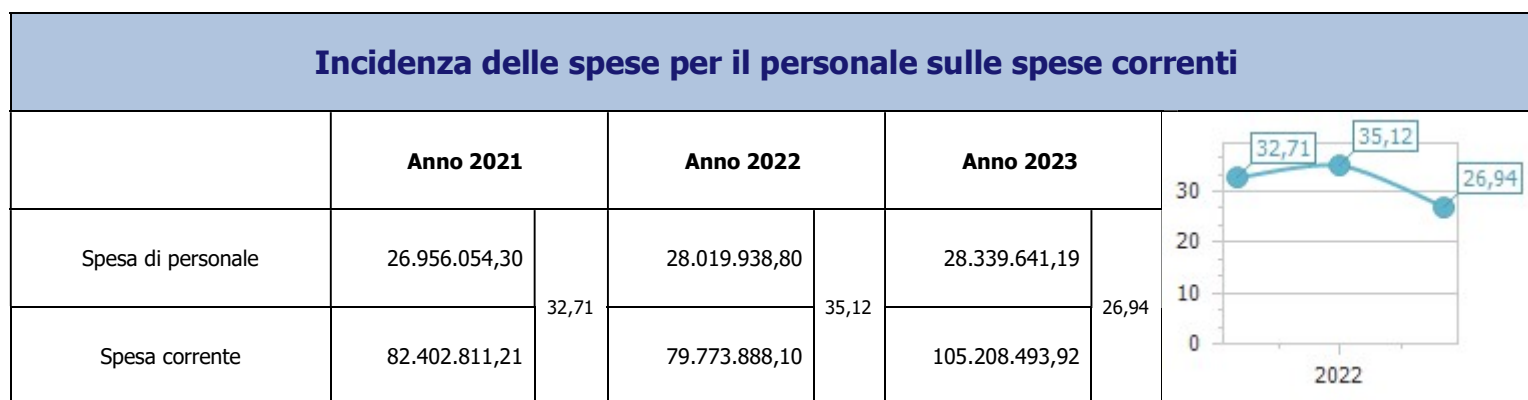 Incidenza delle spese per il personale sulle spese correnti
Anno 2021 Anno 2022 Anno 2023
Spesa di personale 26.956.054,30 28.019.938,80 28.339.641,19
32,71 35,12 26,94
Spesa corrente 82.402.811,21 79.773.888,10 105.208.493,92
32,71 35,12 26,94
30
20
10
0
2022